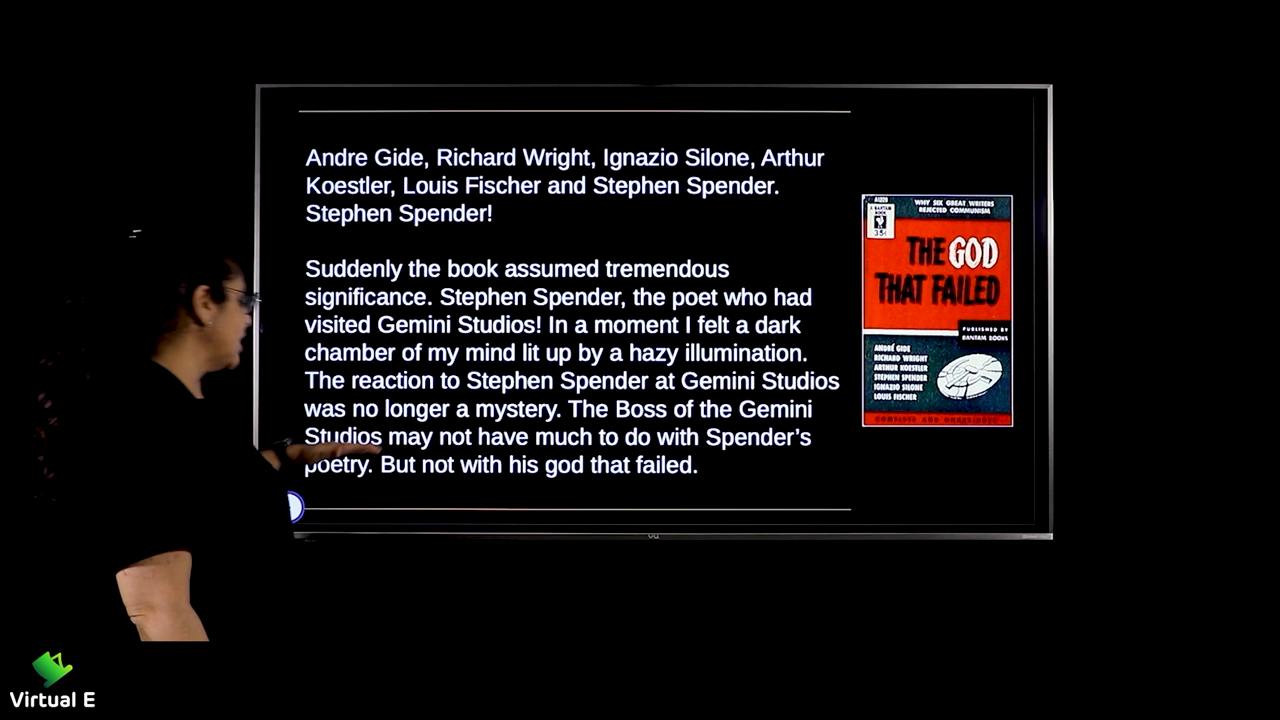 Andre Gide, Richard Wright, Ignazio Silone, Arthur
Koestler, Louis Fischer and Stephen Spender.
Stephen Spender!
Suddenly the book assumed tremendous
significance. Stephen Spender, the poet who had
visited Gemini Studios! In a moment I felt a dark
chamber of my mind lit up by a hazy illumination.
The reaction to Stephen Spender at Gemini Studios
was no longer a mystery. The Boss of the Gemini
Studios may not have much to do with Spender’s
poetry. But not with his god that failed.
WHY SIX GREAT WRITERS
REJECTED COMMUNISM
A BANTAM
BOOK
35¢
THE GOD
THAT FAILED
PUBLISHED BY
BANTAM BOOKS
ANDRÉ GIDE
RICHARD WRIGHT
ARTHUR KOESTLER
STEPHEN SPENDER
IGNAZIO SILONE
LOUIS FISCHER
COMPLETE AND UNABRIDGED
Virtual E